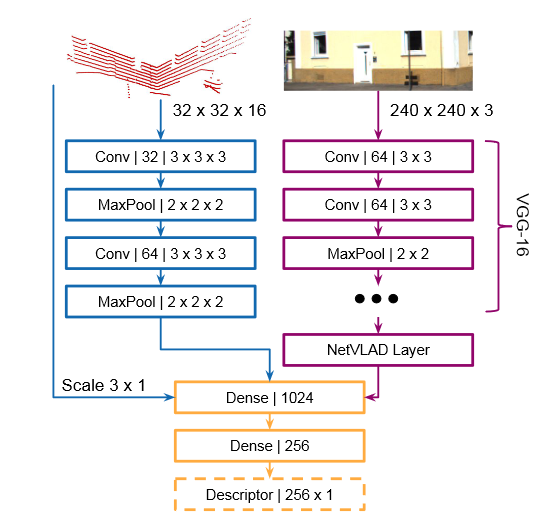 32 x 32 x 16
240 x 240 x 3
Conv | 32 | 3 x 3 x 3
MaxPool | 2 x 2 x 2
Conv | 64 | 3 x 3 x 3
MaxPool | 2 x 2 x 2
Conv | 64 | 3 x 3
Conv | 64 | 3 x 3
MaxPool | 2 x 2
VGG-16
NetVLAD Layer
Scale 3 x 1
Dense | 1024
Dense | 256
Descriptor | 256 x 1